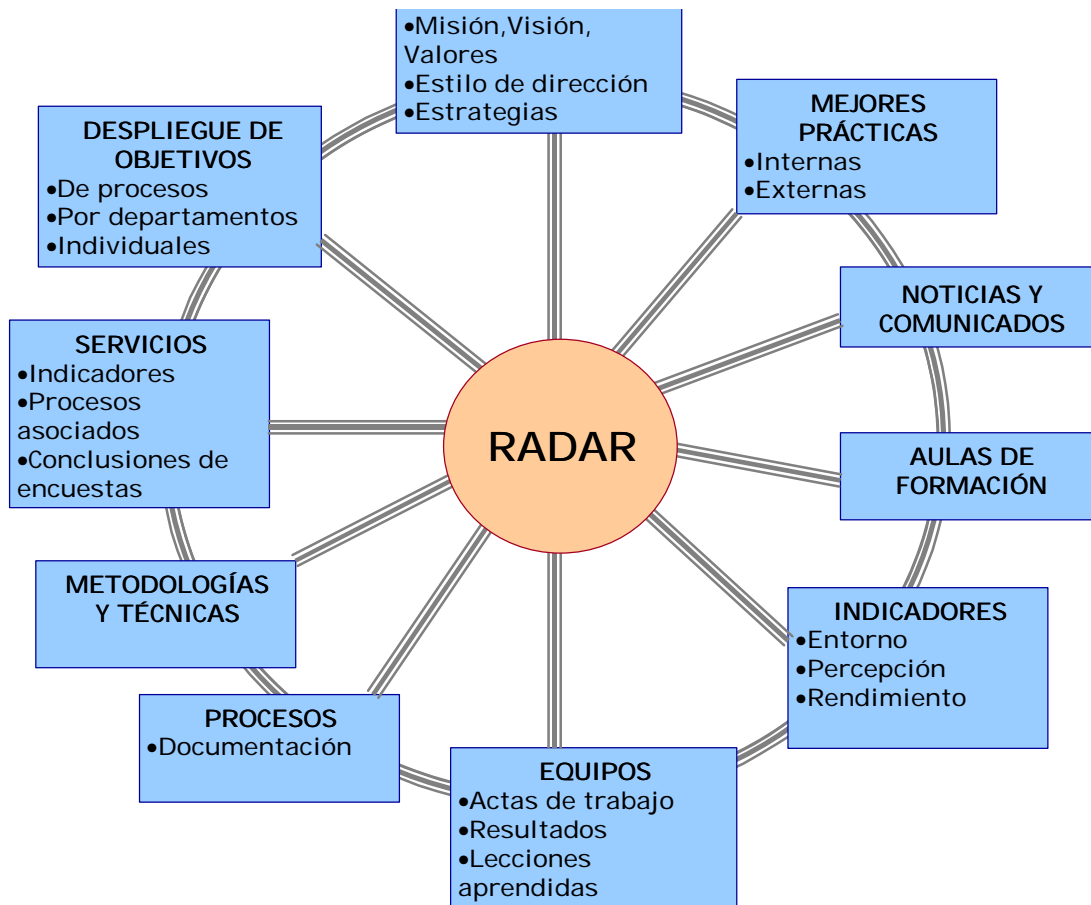 •Misión,Visión,
Valores
•Estilo de dirección
•Estrategias
MEJORES
PRÁCTICAS
•Internas
•Externas
NOTICIAS Y
COMUNICADOS
AULAS DE
FORMACIÓN
INDICADORES
•Entorno
•Percepción
•Rendimiento
EQUIPOS
•Actas de trabajo
•Resultados
•Lecciones
aprendidas
PROCESOS
•Documentación
METODOLOGÍAS
Y TÉCNICAS
SERVICIOS
•Indicadores
•Procesos
asociados
•Conclusiones de
encuestas
DESPLIEGUE DE
OBJETIVOS
•De procesos
•Por departamentos
•Individuales
RADAR